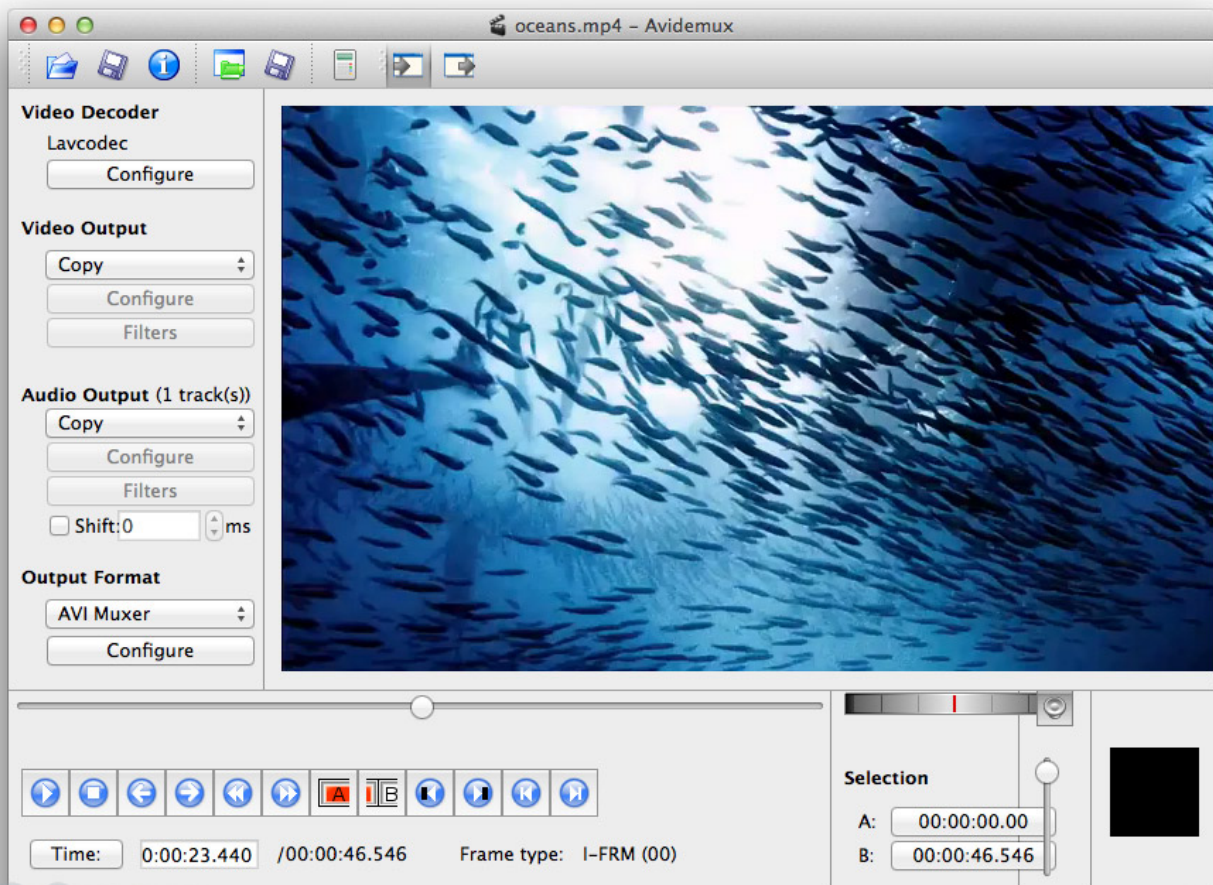 oceans.mp4 – Avidemux
Video Decoder
Lavcodec
Configure
Video Output
Copy
Configure
Filters
Audio Output (1 track(s))
Copy
Configure
Filters
Shift: 0 ms
Output Format
AVI Muxer
Configure
A B
Time: 0:00:23.440 /00:00:46.546 Frame type: I-FRM (00)
Selection
A: 00:00:00.00
B: 00:00:46.546